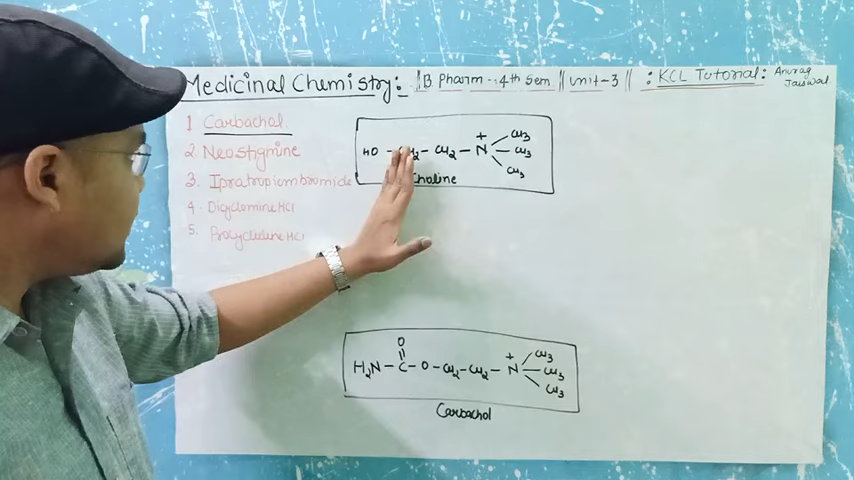 Medicinal Chemistry: || B Pharm - 4th Sem || unit-3 || : KCL Tutorial: Anurag Jaiswal
1 Carbachol
2 Neostigmine
3. Ipratropium bromide
4. Dicyclomine HCl
5. Procyclidine HCl
+ CH3
HO - CH2 - CH2 - N - CH3
CH3
Choline
O + CH3
H2N - C - O - CH2 - CH2 - N - CH3
CH3
Carbachol